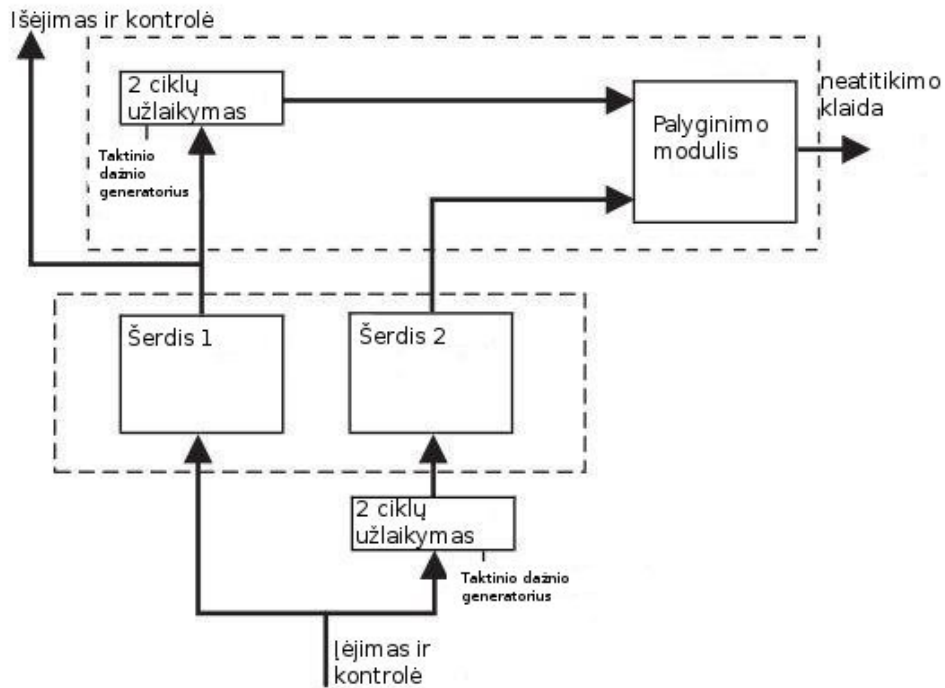 Išėjimas ir kontrolė
2 ciklų
užlaikymas
Taktinio
dažnio
generatorius
Palyginimo
modulis
neatitikimo
klaida
Šerdis 1
Šerdis 2
2 ciklų
užlaikymas
Taktinio dažnio
generatorius
Įėjimas ir
kontrolė